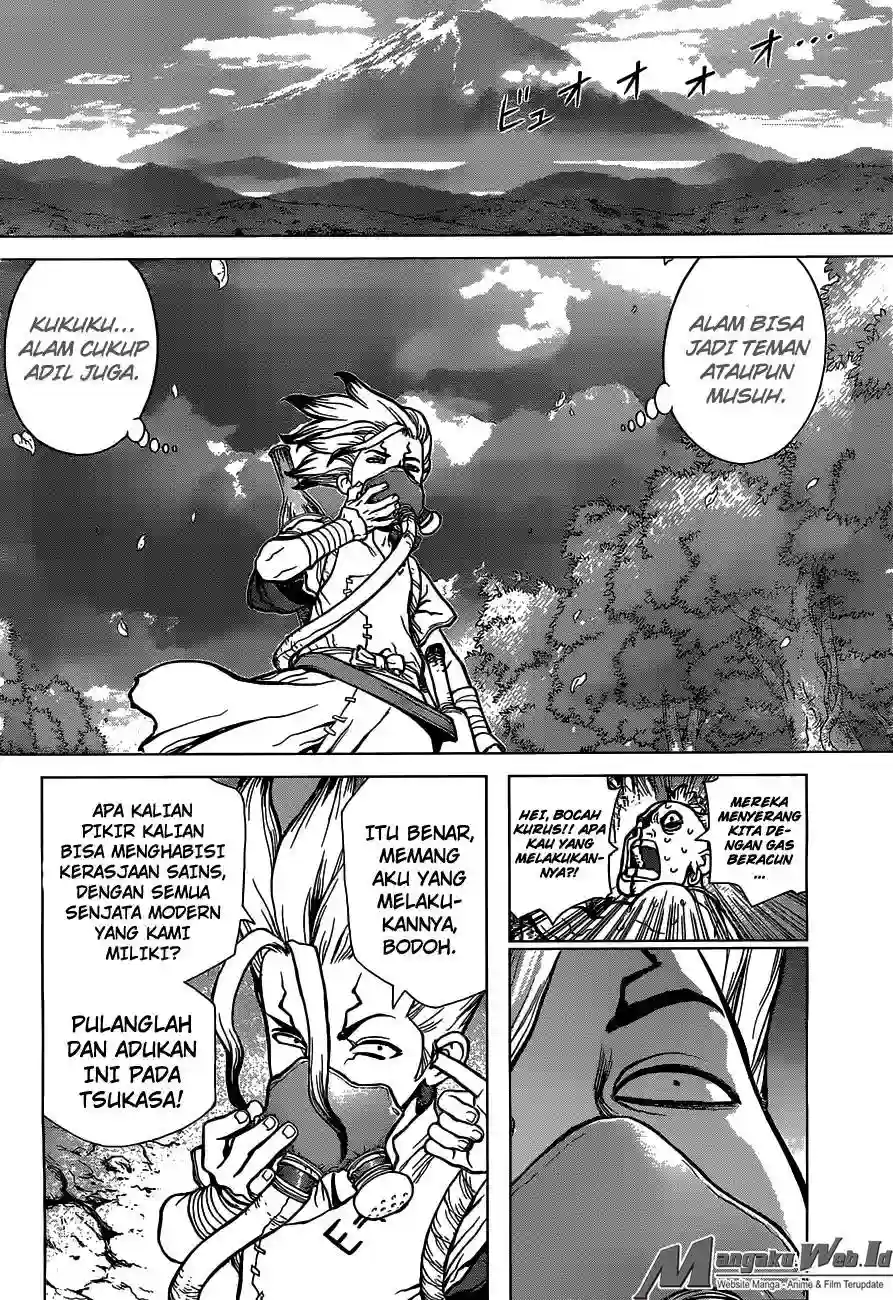 ビュオオオオ...
ALAM BISA
JADI TEMAN
ATAUPUN
MUSUH.
KUKUKU...
ALAM CUKUP
ADIL JUGA.
MEREKA
MENYERANG
KITA DE-
NGAN GAS
BERACUN
...
HEI, BOCAH
KURUS!! APA
KAU YANG
MELAKUKAN-
NYA?!
ITU BENAR,
MEMANG
AKU YANG
MELAKU-
KANNYA,
BODOH.
APA KALIAN
PIKIR KALIAN
BISA MENGHABISI
KERASJAAN SAINS,
DENGAN SEMUA
SENJATA MODERN
YANG KAMI
MILIKI?
PULANGLAH
DAN ADUKAN
INI PADA
TSUKASA!
E=
MangakuWeb.Id
Website Manga - Anime & Film Terupdate